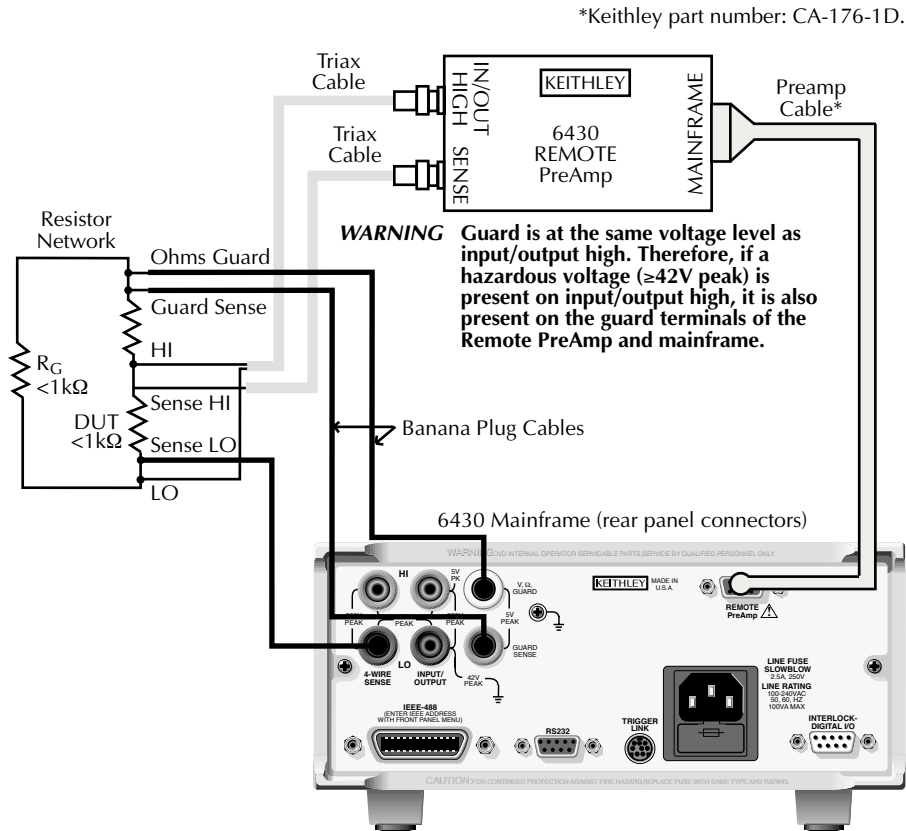 *Keithley part number: CA-176-1D.
Triax
Cable
Triax
Cable
IN/OUT
HIGH
SENSE
KEITHLEY
6430
REMOTE
PreAmp
MAINFRAME
Preamp
Cable*
WARNING Guard is at the same voltage level as
input/output high. Therefore, if a
hazardous voltage (≥42V peak) is
present on input/output high, it is also
present on the guard terminals of the
Remote PreAmp and mainframe.
Resistor
Network
Ohms Guard
Guard Sense
HI
RG
<1kΩ
Sense HI
DUT
<1kΩ
Sense LO
LO
Banana Plug Cables
6430 Mainframe (rear panel connectors)
WARNING:NO INTERNAL OPERATOR SERVICABLE PARTS,SERVICE BY QUALIFIED PERSONNEL ONLY.
HI
5V
PK
V, Ω,
GUARD
KEITHLEY
MADE IN
U.S.A.
REMOTE
PreAmp
PEAK
PEAK
PEAK
5V
PEAK
4-WIRE
SENSE
LO
INPUT/
OUTPUT
42V
PEAK
GUARD
SENSE
LINE FUSE
SLOWBLOW
2.5A, 250V
LINE RATING
100-240VAC
50, 60, HZ
100VA MAX
IEEE-488
(ENTER IEEE ADDRESS
WITH FRONT PANEL MENU)
RS232
TRIGGER
LINK
INTERLOCK-
DIGITAL I/O
CAUTION:FOR CONTINUED PROTECTION AGAINST FIRE HAZARD,REPLACE FUSE WITH SAME TYPE AND RATING.